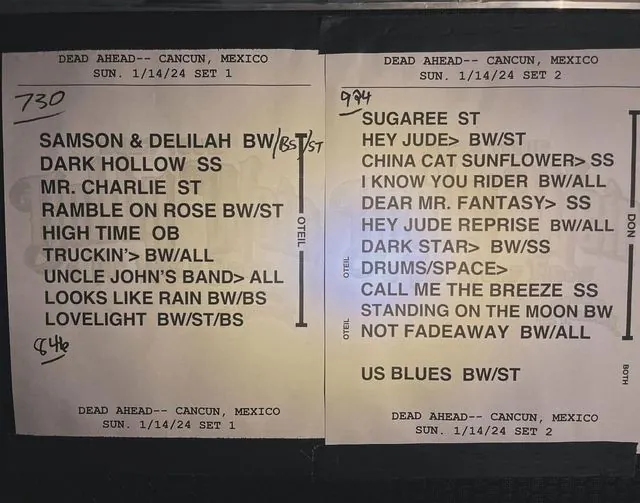 DEAD AHEAD-- CANCUN, MEXICO
SUN. 1/14/24 SET 1
730
SAMSON & DELILAH BW/BS/ST
DARK HOLLOW SS
MR. CHARLIE ST
RAMBLE ON ROSE BW/ST
HIGH TIME OB
TRUCKIN'> BW/ALL
UNCLE JOHN'S BAND> ALL
LOOKS LIKE RAIN BW/BS
LOVELIGHT BW/ST/BS
OTEIL
846
DEAD AHEAD-- CANCUN, MEXICO
SUN. 1/14/24 SET 1
DEAD AHEAD-- CANCUN, MEXICO
SUN. 1/14/24 SET 2
924
SUGAREE ST
HEY JUDE> BW/ST
CHINA CAT SUNFLOWER> SS
I KNOW YOU RIDER BW/ALL
DEAR MR. FANTASY> SS
HEY JUDE REPRISE BW/ALL
DARK STAR> BW/SS
OTEIL DRUMS/SPACE>
CALL ME THE BREEZE SS
STANDING ON THE MOON BW
OTEIL NOT FADEAWAY BW/ALL
DON
US BLUES BW/ST BOTH
DEAD AHEAD-- CANCUN, MEXICO
SUN. 1/14/24 SET 2